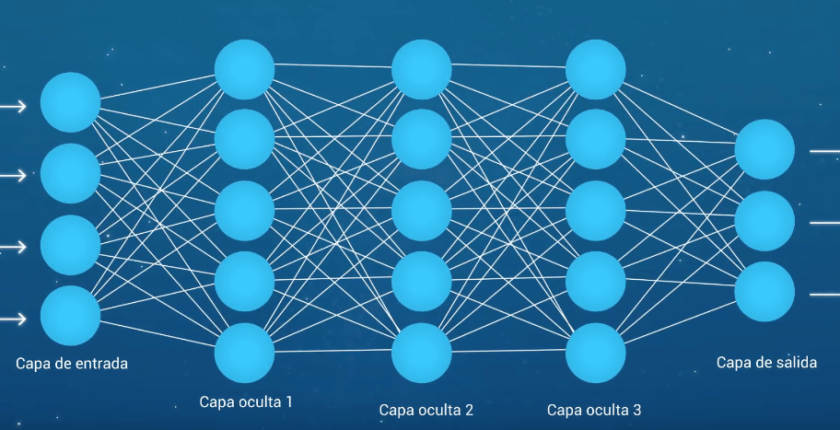 Capa de entrada
Capa oculta 1
Capa oculta 2
Capa oculta 3
Capa de salida